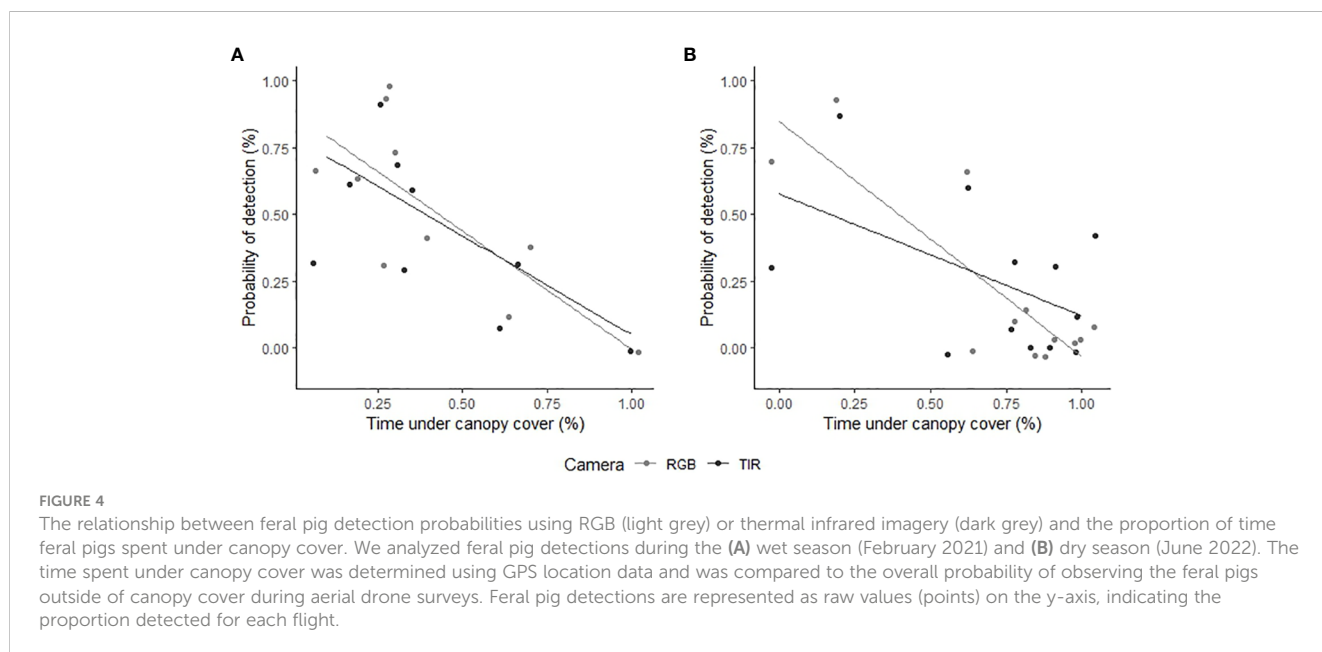 A
B
Probability of detection (%)
1.00
0.75
0.50
0.25
0.00
0.25
0.50
0.75
1.00
Time under canopy cover (%)
Probability of detection (%)
1.00
0.75
0.50
0.25
0.00
0.00
0.25
0.50
0.75
1.00
Time under canopy cover (%)
Camera RGB TIR
FIGURE 4
The relationship between feral pig detection probabilities using RGB (light grey) or thermal infrared imagery (dark grey) and the proportion of time
feral pigs spent under canopy cover. We analyzed feral pig detections during the (A) wet season (February 2021) and (B) dry season (June 2022). The
time spent under canopy cover was determined using GPS location data and was compared to the overall probability of observing the feral pigs
outside of canopy cover during aerial drone surveys. Feral pig detections are represented as raw values (points) on the y-axis, indicating the
proportion detected for each flight.